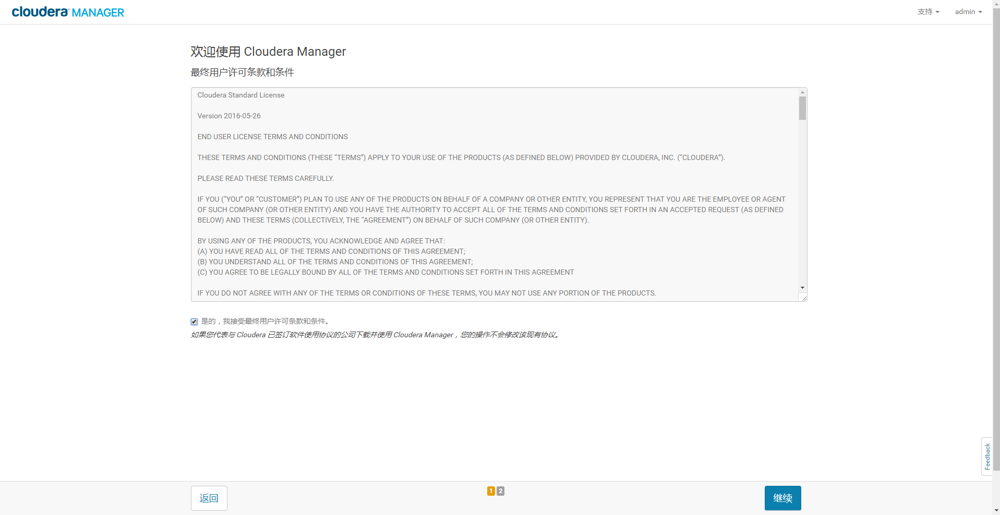 cloudera MANAGER
支持
admin
欢迎使用 Cloudera Manager
最终用户许可条款和条件
Cloudera Standard License
Version 2016-05-26
END USER LICENSE TERMS AND CONDITIONS
THESE TERMS AND CONDITIONS (THESE “TERMS”) APPLY TO YOUR USE OF THE PRODUCTS (AS DEFINED BELOW) PROVIDED BY CLOUDERA, INC. (“CLOUDERA”).
PLEASE READ THESE TERMS CAREFULLY.
IF YOU (“YOU” OR “CUSTOMER”) PLAN TO USE ANY OF THE PRODUCTS ON BEHALF OF A COMPANY OR OTHER ENTITY, YOU REPRESENT THAT YOU ARE THE EMPLOYEE OR AGENT
OF SUCH COMPANY (OR OTHER ENTITY) AND YOU HAVE THE AUTHORITY TO ACCEPT ALL OF THE TERMS AND CONDITIONS SET FORTH IN AN ACCEPTED REQUEST (AS DEFINED
BELOW) AND THESE TERMS (COLLECTIVELY, THE “AGREEMENT”) ON BEHALF OF SUCH COMPANY (OR OTHER ENTITY).
BY USING ANY OF THE PRODUCTS, YOU ACKNOWLEDGE AND AGREE THAT:
(A) YOU HAVE READ ALL OF THE TERMS AND CONDITIONS OF THIS AGREEMENT;
(B) YOU UNDERSTAND ALL OF THE TERMS AND CONDITIONS OF THIS AGREEMENT;
(C) YOU AGREE TO BE LEGALLY BOUND BY ALL OF THE TERMS AND CONDITIONS SET FORTH IN THIS AGREEMENT
IF YOU DO NOT AGREE WITH ANY OF THE TERMS OR CONDITIONS OF THESE TERMS, YOU MAY NOT USE ANY PORTION OF THE PRODUCTS.
是的，我接受最终用户许可条款和条件。
如果您代表与 Cloudera 已签订软件使用协议的公司下载并使用 Cloudera Manager，您的操作不会修改该现有协议。
Feedback
返回
1 2
继续